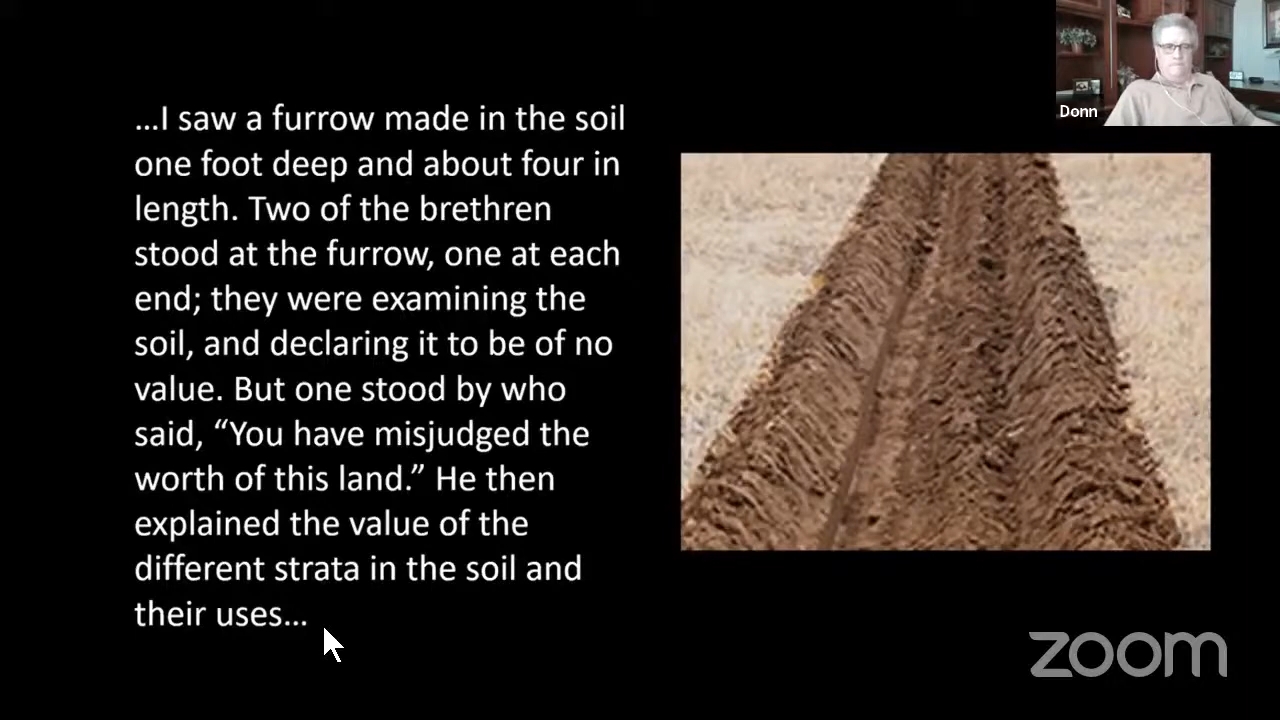 Donn
...I saw a furrow made in the soil
one foot deep and about four in
length. Two of the brethren
stood at the furrow, one at each
end; they were examining the
soil, and declaring it to be of no
value. But one stood by who
said, “You have misjudged the
worth of this land.” He then
explained the value of the
different strata in the soil and
their uses...
zoom